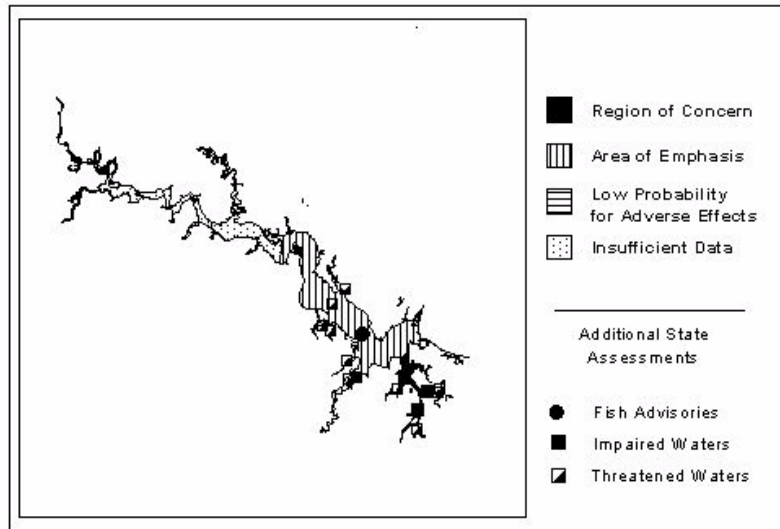 Region of Concern
Area of Emphasis
Low Probability
for Adverse Effects
Insufficient Data
Additional State
Assessments
Fish Advisories
Impaired Waters
Threatened Waters